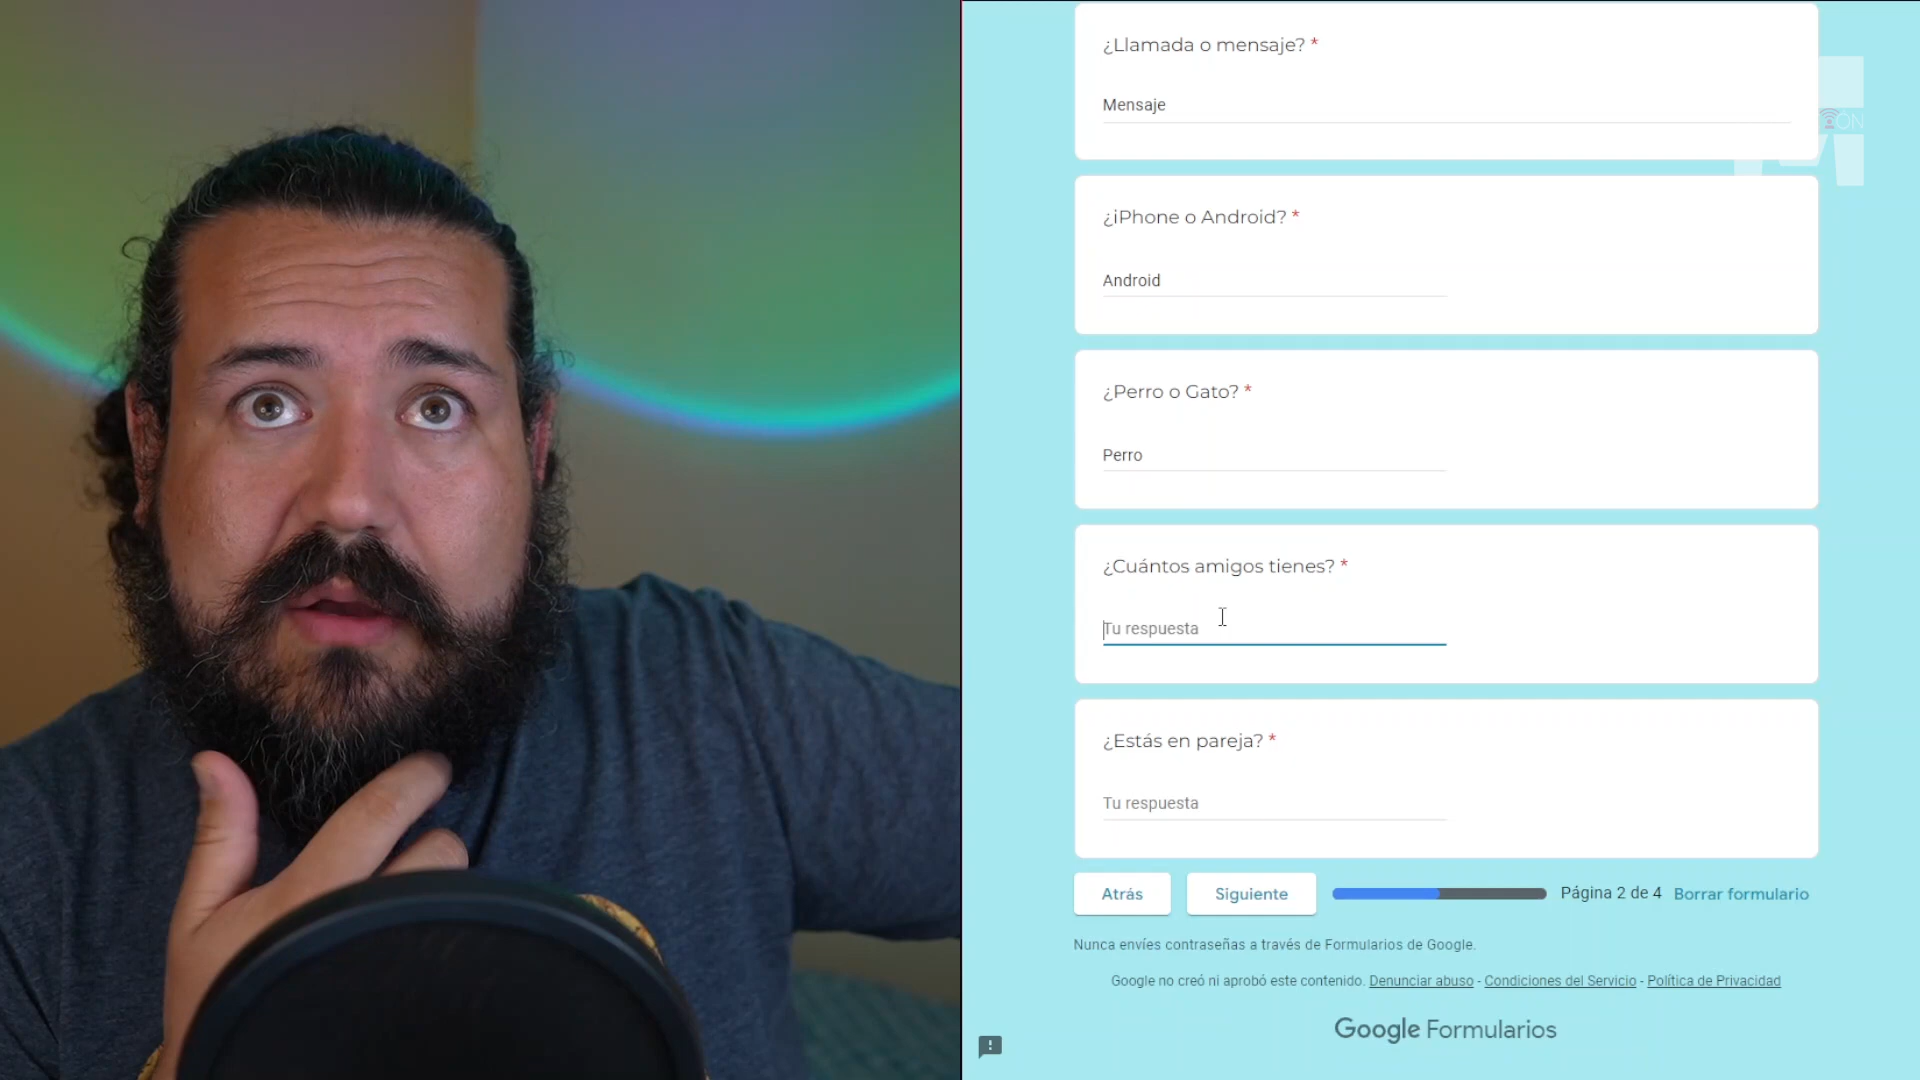 ¿Llamada o mensaje? *
Mensaje
¿iPhone o Android? *
Android
¿Perro o Gato? *
Perro
¿Cuántos amigos tienes? *
Tu respuesta
¿Estás en pareja? *
Tu respuesta
Atrás
Siguiente
Página 2 de 4
Borrar formulario
Nunca envíes contraseñas a través de Formularios de Google.
Google no creó ni aprobó este contenido. Denunciar abuso - Condiciones del Servicio - Política de Privacidad
Google Formularios